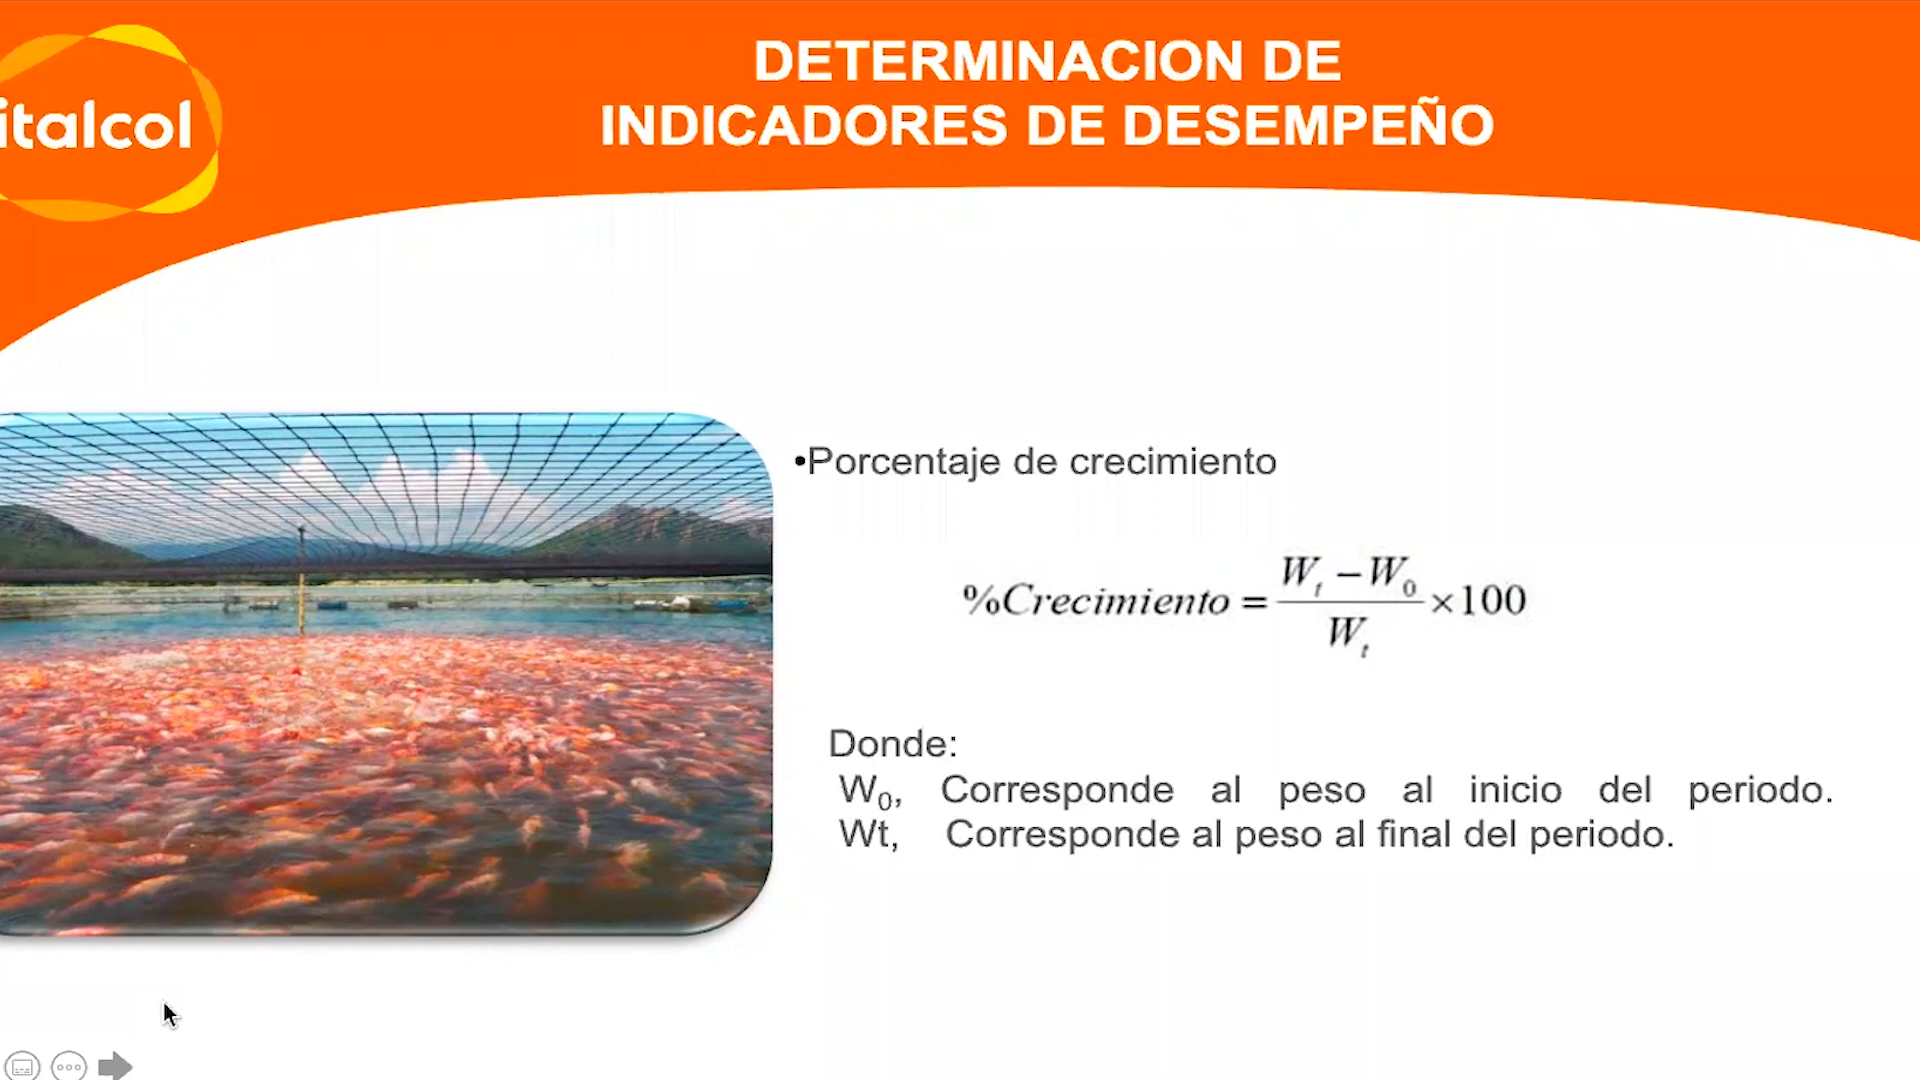 italcol
DETERMINACION DE
INDICADORES DE DESEMPEÑO
•Porcentaje de crecimiento
%Crecimiento = (Wₜ − W₀) / Wₜ ×100
Donde:
W₀, Corresponde al peso al inicio del periodo.
Wt, Corresponde al peso al final del periodo.